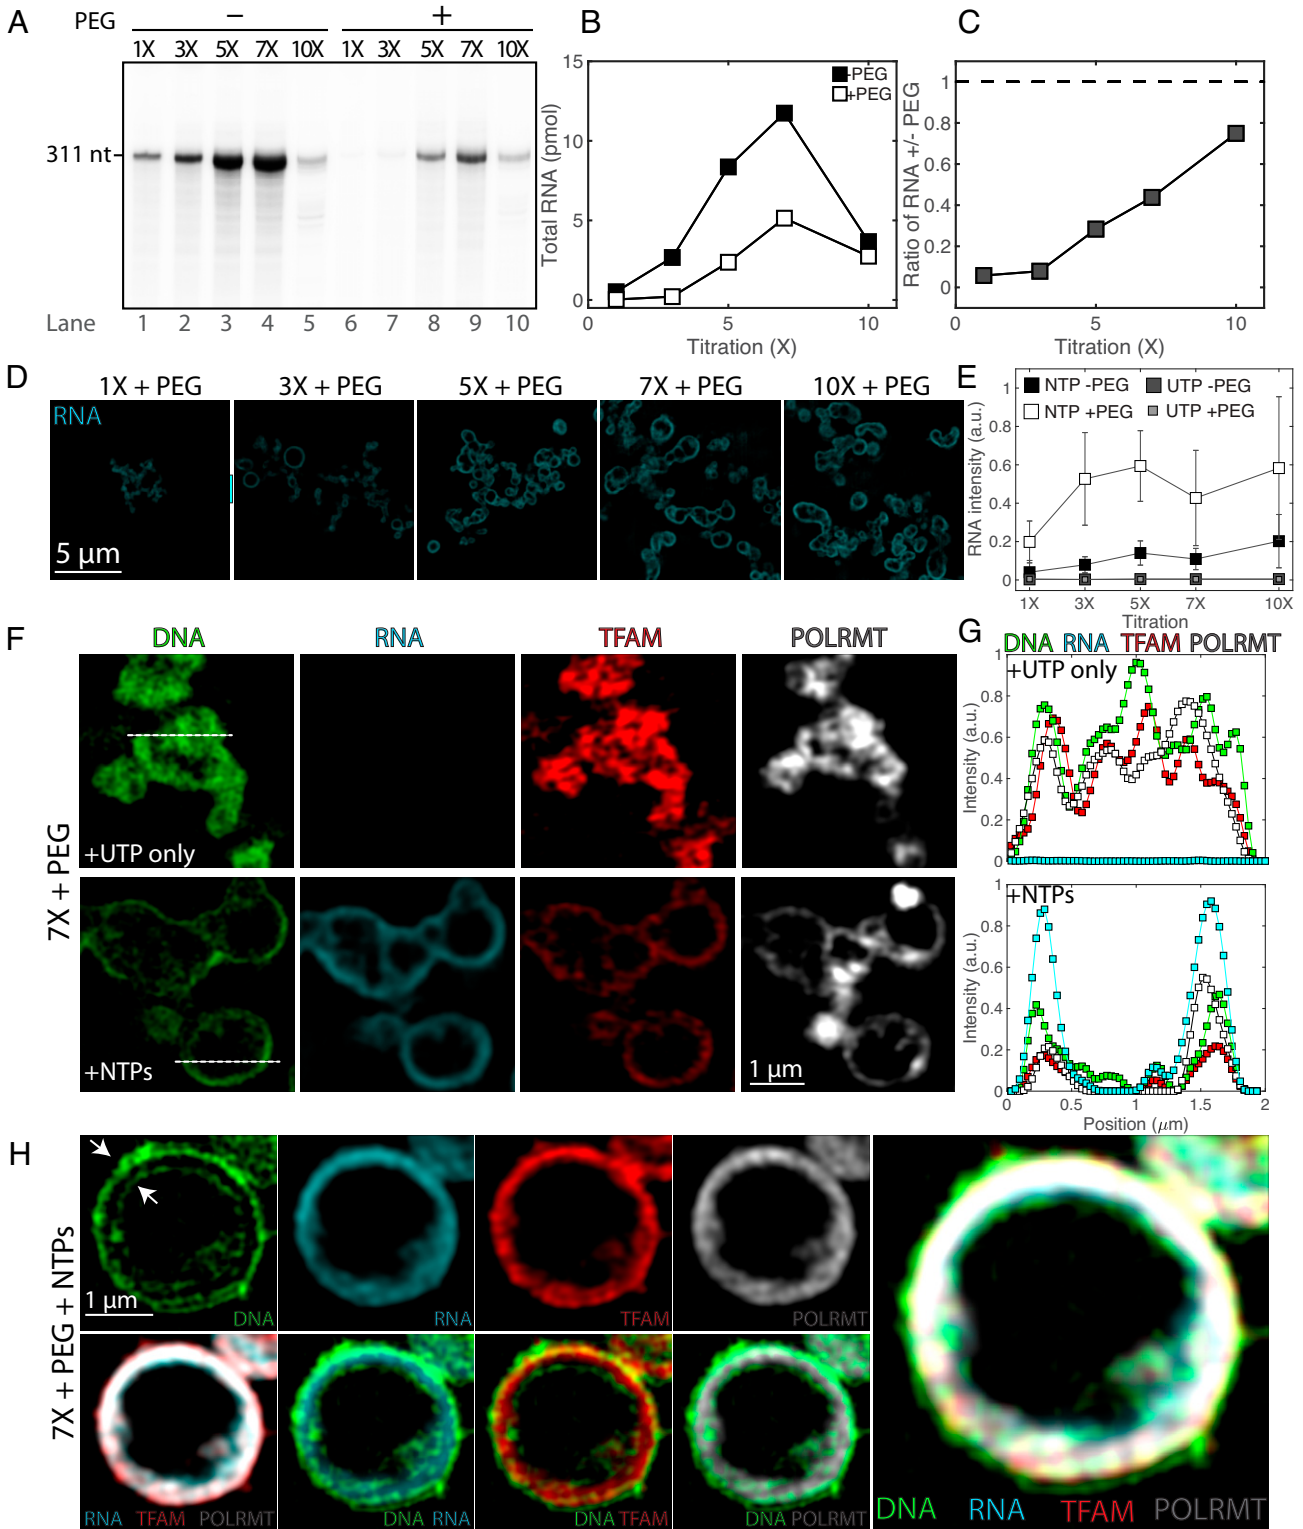 A
PEG
−
+
1X 3X 5X 7X 10X 1X 3X 5X 7X 10X
311 nt
Lane 1 2 3 4 5 6 7 8 9 10
B
15
10
5
0
0 5 10
Total RNA (pmol)
Titration (X)
-PEG
+PEG
C
1
0.8
0.6
0.4
0.2
0
0 5 10
Ratio of RNA +/- PEG
Titration (X)
D
1X + PEG 3X + PEG 5X + PEG 7X + PEG 10X + PEG
RNA
5 µm
E
1
0.8
0.6
0.4
0.2
0
1X 3X 5X 7X 10X
RNA intensity (a.u.)
Titration
NTP -PEG
NTP +PEG
UTP -PEG
UTP +PEG
F
DNA RNA TFAM POLRMT
7X + PEG
+UTP only
+NTPs
1 µm
G
DNA RNA TFAM POLRMT
+UTP only
1
0.8
0.6
0.4
0.2
0
Intensity (a.u.)
+NTPs
1
0.8
0.6
0.4
0.2
0
Intensity (a.u.)
0 0.5 1 1.5 2
Position (µm)
H
7X + PEG + NTPs
1 µm
DNA
RNA
TFAM
POLRMT
RNA TFAM POLRMT
DNA RNA
DNA TFAM
DNA POLRMT
DNA RNA TFAM POLRMT